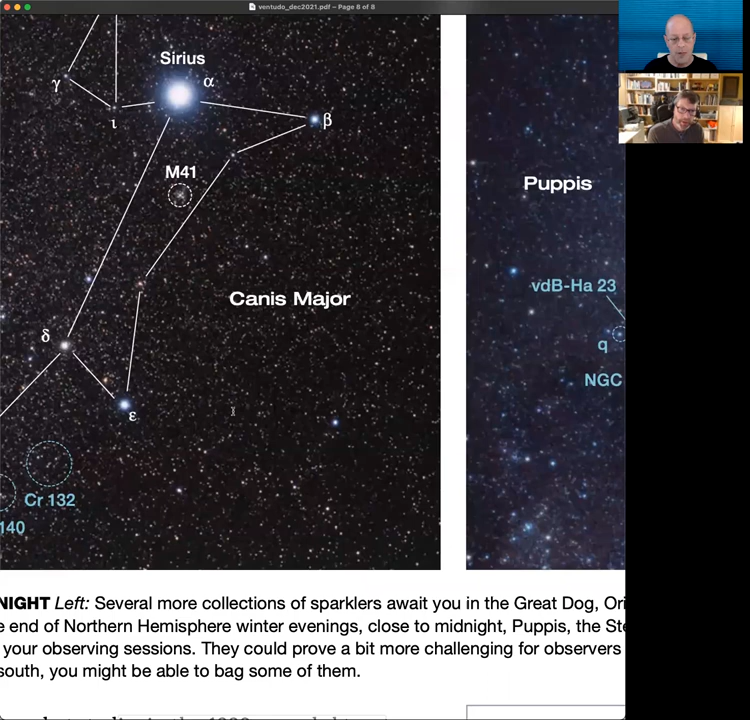 ventudo_dec2021.pdf – Page 8 of 8
Sirius
α
γ
ι
β
M41
Canis Major
δ
ε
Cr 132
140
Puppis
vdB-Ha 23
q
NGC
NIGHT Left: Several more collections of sparklers await you in the Great Dog, Ori
e end of Northern Hemisphere winter evenings, close to midnight, Puppis, the Ste
your observing sessions. They could prove a bit more challenging for observers
south, you might be able to bag some of them.